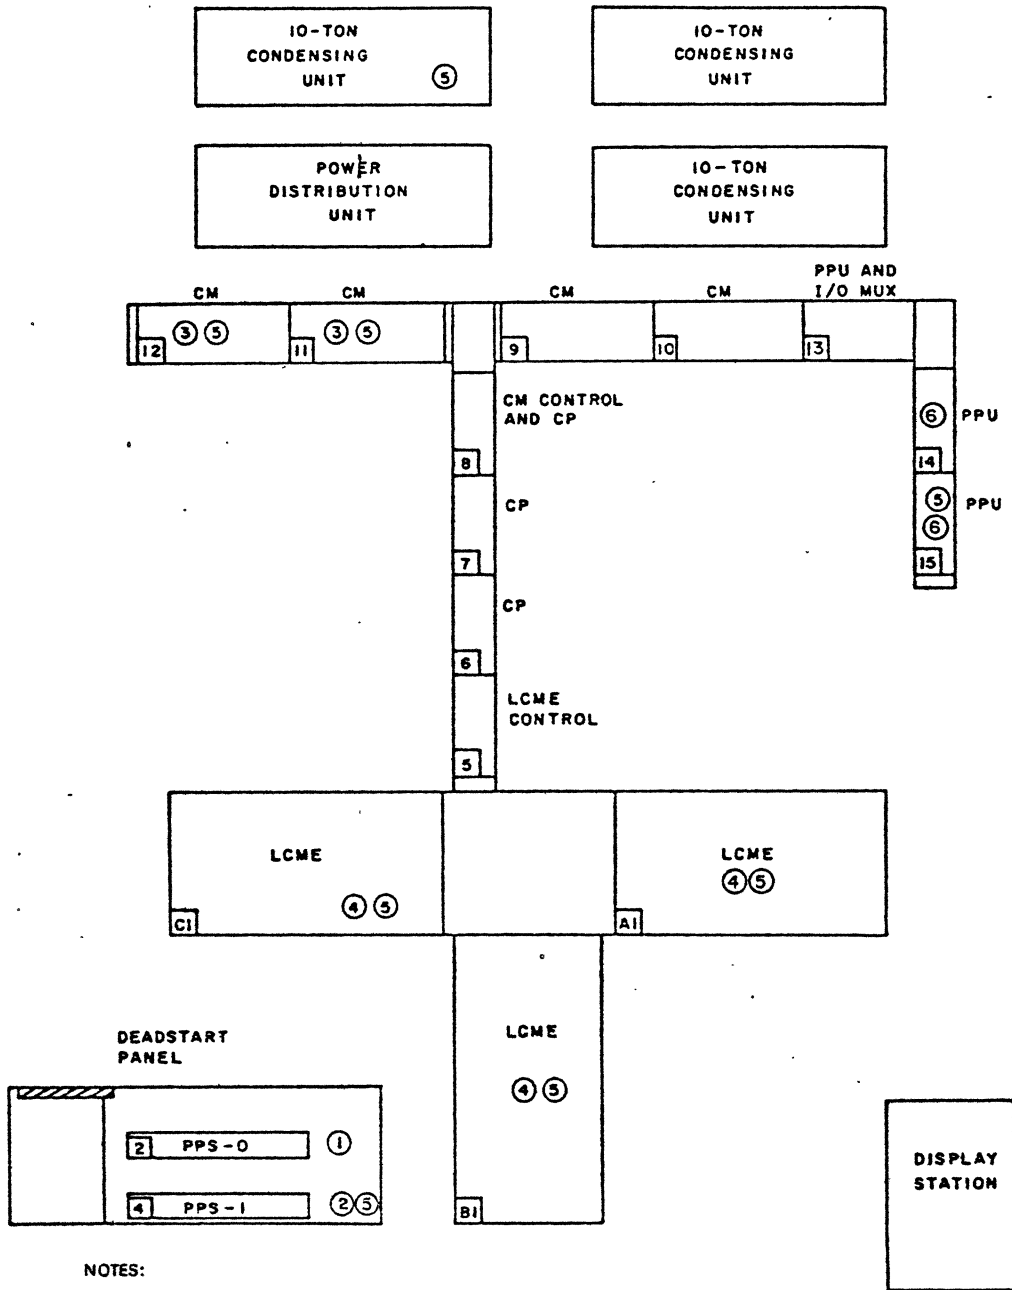 10-TON
CONDENSING
UNIT
5
10-TON
CONDENSING
UNIT
POWER
DISTRIBUTION
UNIT
10-TON
CONDENSING
UNIT
CM
CM
CM
CM
PPU AND
I/O MUX
12
3 5
11
3 5
9
10
13
8
CM CONTROL
AND CP
6
14
PPU
7
CP
5
6
15
PPU
6
CP
5
LCME
CONTROL
LCME
4 5
C1
LCME
4 5
A1
LCME
4 5
B1
DEADSTART
PANEL
2 PPS-0 1
4 PPS-1 2 5
DISPLAY
STATION
NOTES: